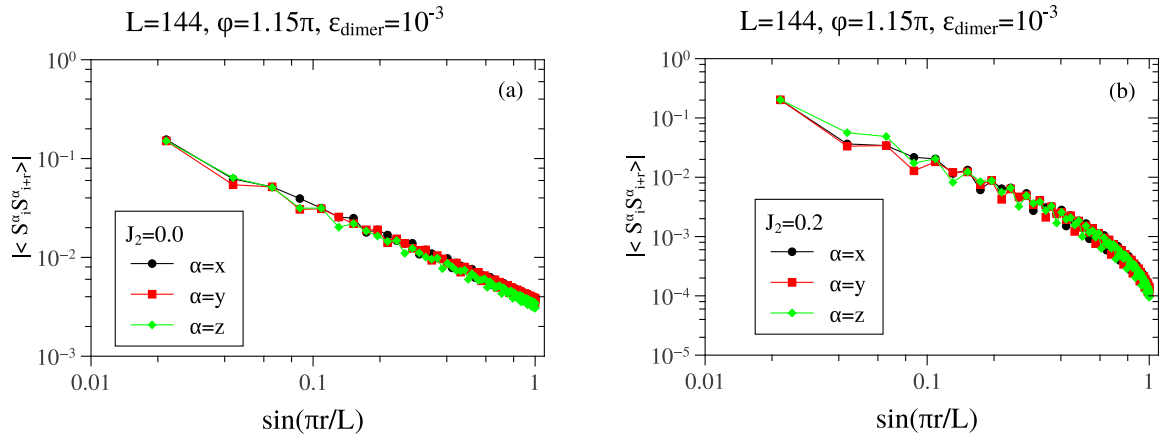 L=144, φ=1.15π, ε_dimer=10^-3
(a)
|< S^α_i S^α_{i+r}>|
10^0
10^-1
10^-2
10^-3
J_2=0.0
α=x
α=y
α=z
0.01
0.1
1
sin(πr/L)
L=144, φ=1.15π, ε_dimer=10^-3
(b)
|< S^α_i S^α_{i+r}>|
10^0
10^-1
10^-2
10^-3
10^-4
10^-5
J_2=0.2
α=x
α=y
α=z
0.01
0.1
1
sin(πr/L)